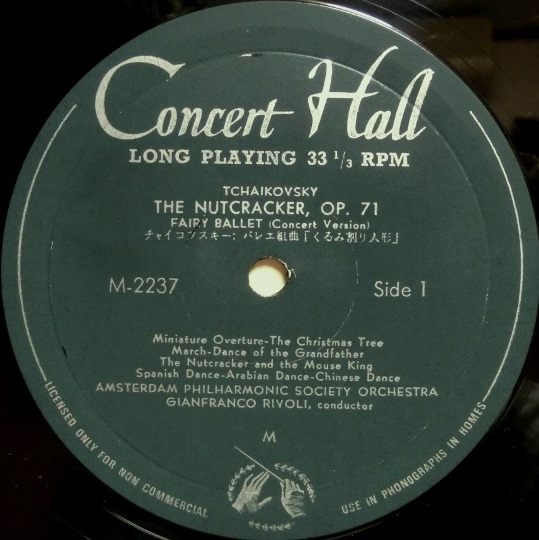 Concert Hall
LONG PLAYING 33 1/3 RPM
TCHAIKOVSKY
THE NUTCRACKER, OP. 71
FAIRY BALLET (Concert Version)
チャイコフスキー: バレエ組曲「くるみ割り人形」
M-2237
Side 1
Miniature Overture-The Christmas Tree
March-Dance of the Grandfather
The Nutcracker and the Mouse King
Spanish Dance-Arabian Dance-Chinese Dance
AMSTERDAM PHILHARMONIC SOCIETY ORCHESTRA
GIANFRANCO RIVOLI, conductor
M
LICENSED ONLY FOR NON COMMERCIAL
USE IN PHONOGRAPHS IN HOMES